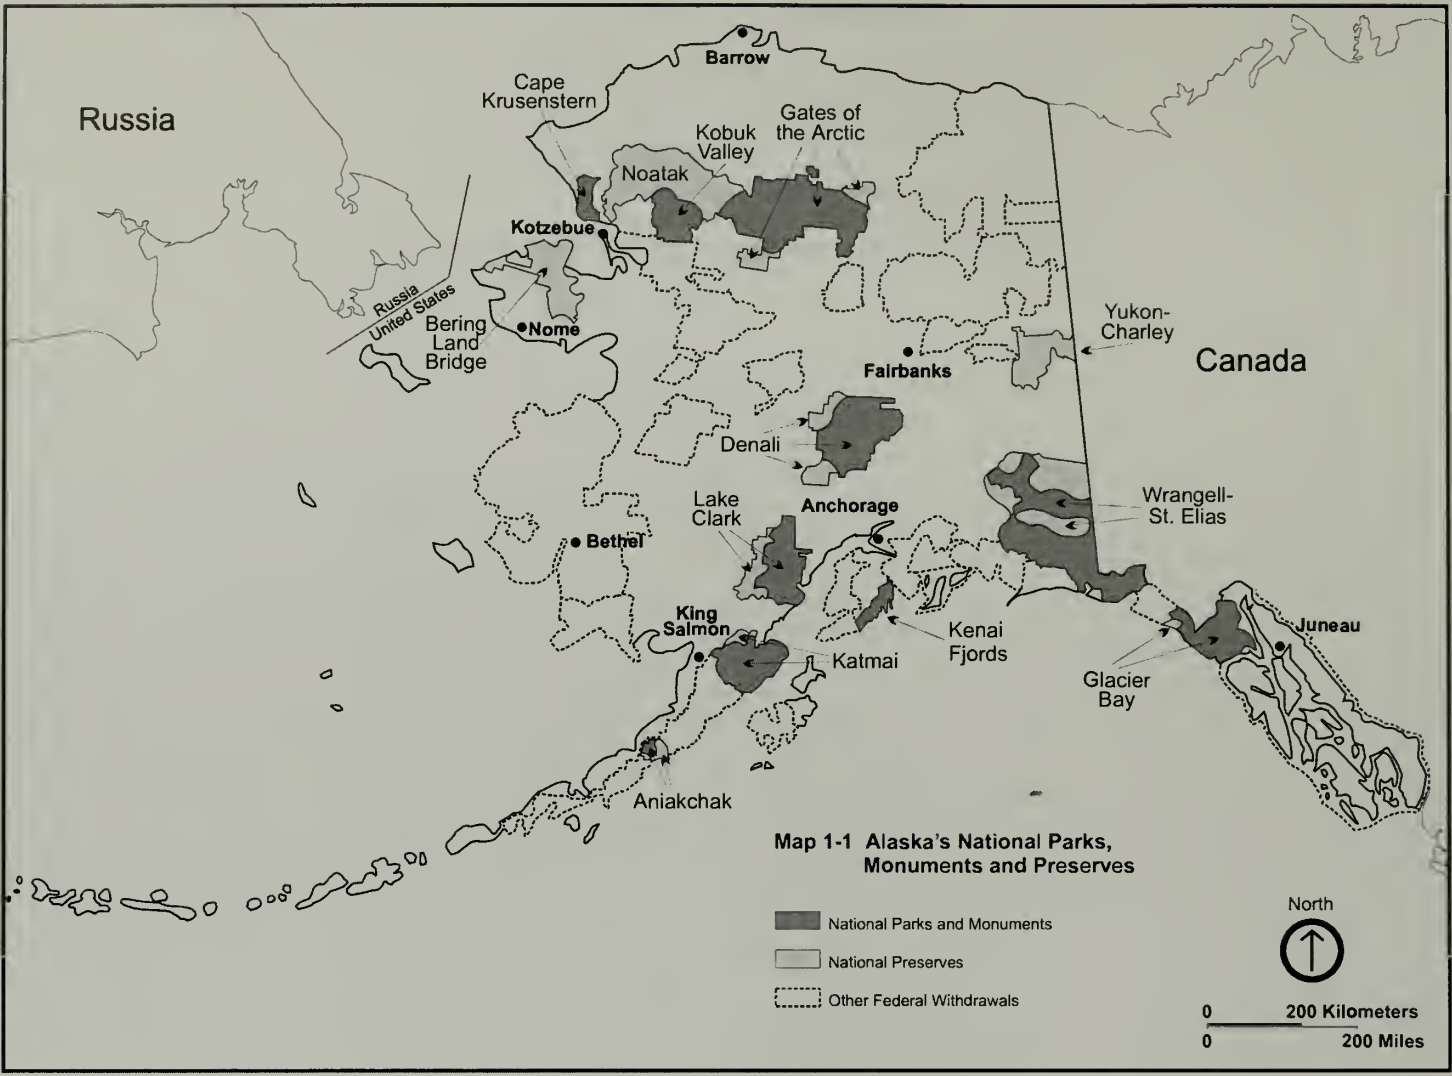 Barrow
Cape
Krusenstern
Russia
Gates of
the Arctic
Kobuk
Valley
Noatak
Kotzebue
Russia
United States
Bering
Land
Bridge
Nome
Yukon-
Charley
Canada
Fairbanks
Denali
Lake
Clark
Anchorage
Wrangell-
St. Elias
Bethel
King
Salmon
Kenai
Fjords
Katmai
Juneau
Glacier
Bay
Aniakchak
Map 1-1 Alaska's National Parks,
Monuments and Preserves
National Parks and Monuments
National Preserves
Other Federal Withdrawals
North
0 200 Kilometers
0 200 Miles